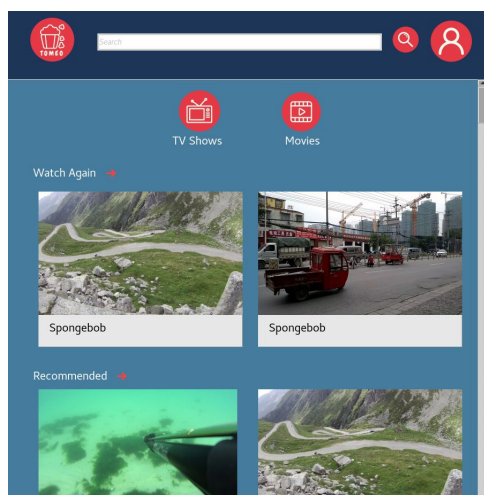 TOMEO
Search
TV Shows
Movies
Watch Again →
Spongebob
Spongebob
Recommended →